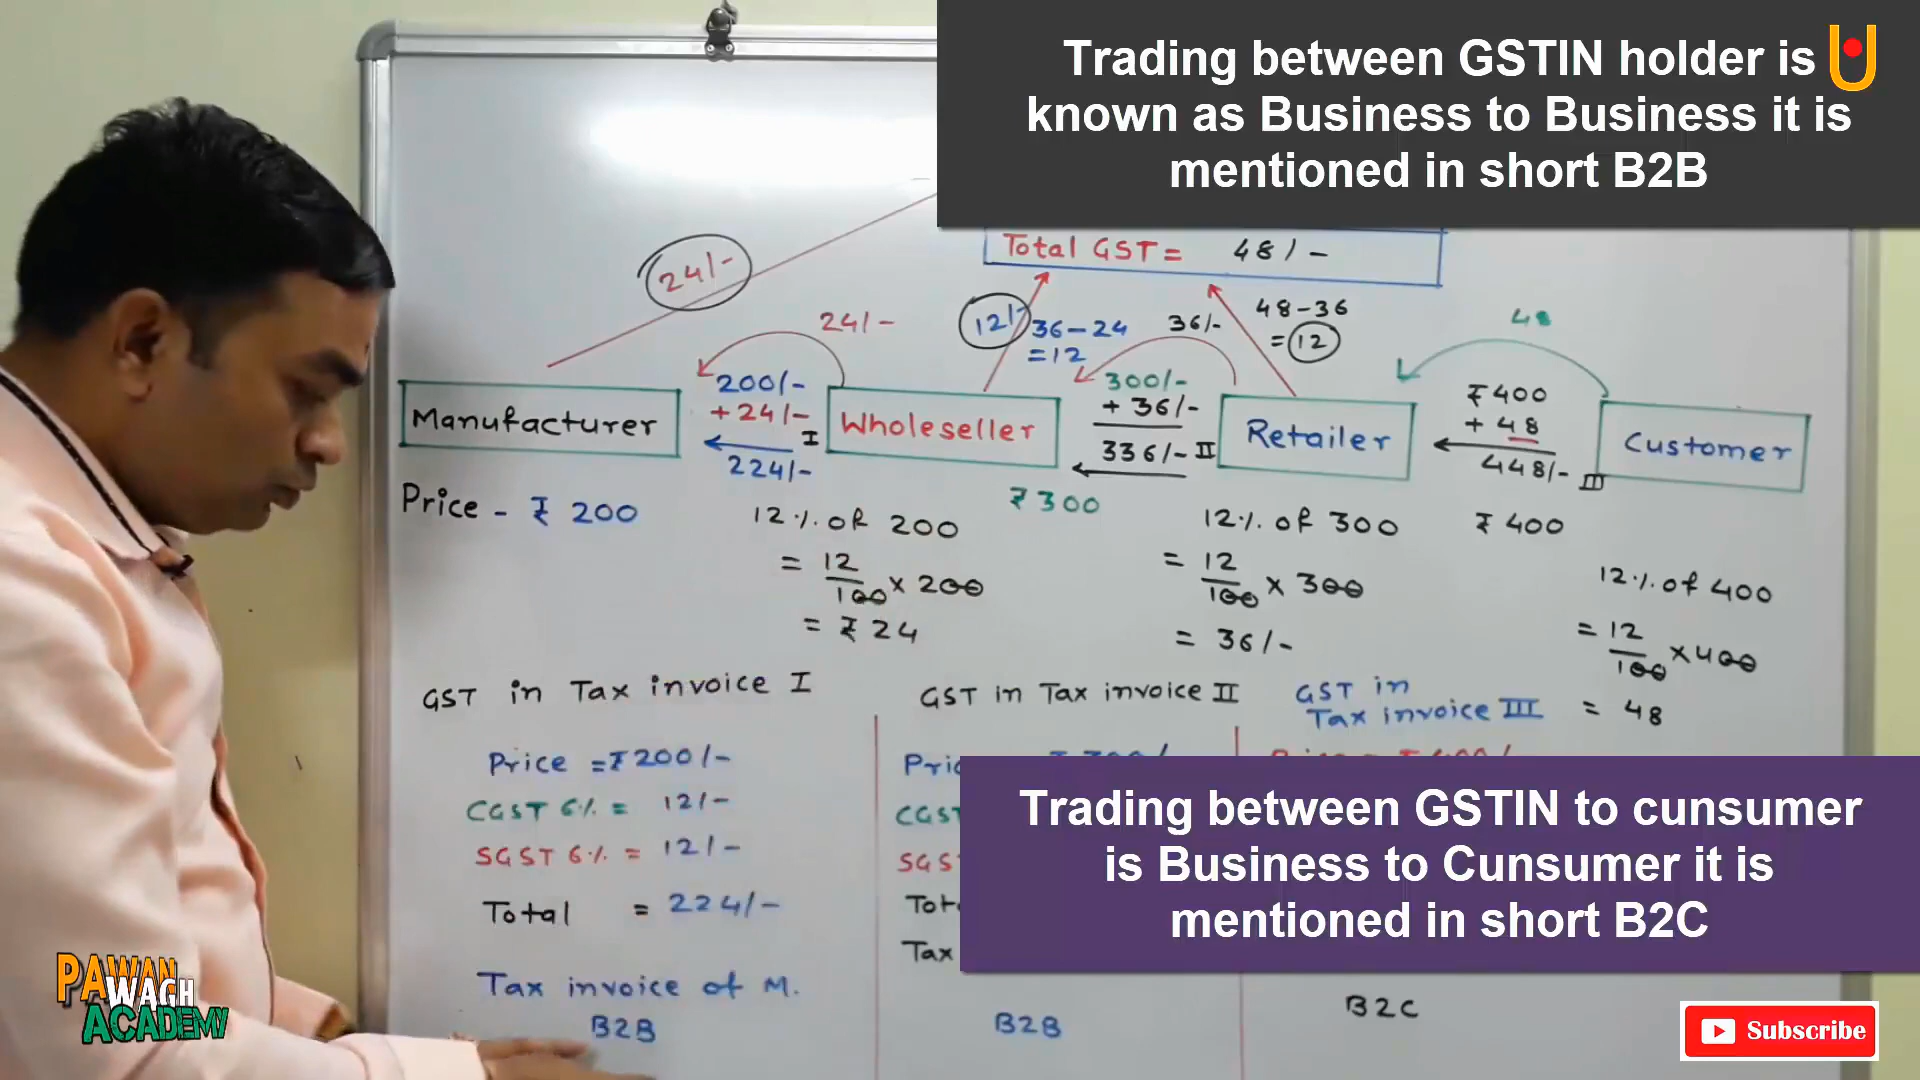 Trading between GSTIN holder is
known as Business to Business it is
mentioned in short B2B
Total GST = 48/-
24/-
24/-
12/-
36-24
=12
36/-
48-36
= 12
48
Manufacturer
200/-
+ 24/-
I
224/-
Wholeseller
300/-
+ 36/-
336/- II
Retailer
₹400
+ 48
448/- III
Customer
Price - ₹ 200
12% of 200
= 12/100 × 200
= ₹ 24
₹ 300
12% of 300
= 12/100 × 300
= 36/-
₹ 400
12% of 400
= 12/100 × 400
= 48
GST in Tax invoice I
Price = ₹200/-
CGST 6% = 12/-
SGST 6% = 12/-
Total = 224/-
Tax invoice of M.
B2B
GST in Tax invoice II
Tax
B2B
GST in
Tax invoice III
B2C
Trading between GSTIN to cunsumer
is Business to Cunsumer it is
mentioned in short B2C
PAWAN
WAGH
ACADEMY
Subscribe